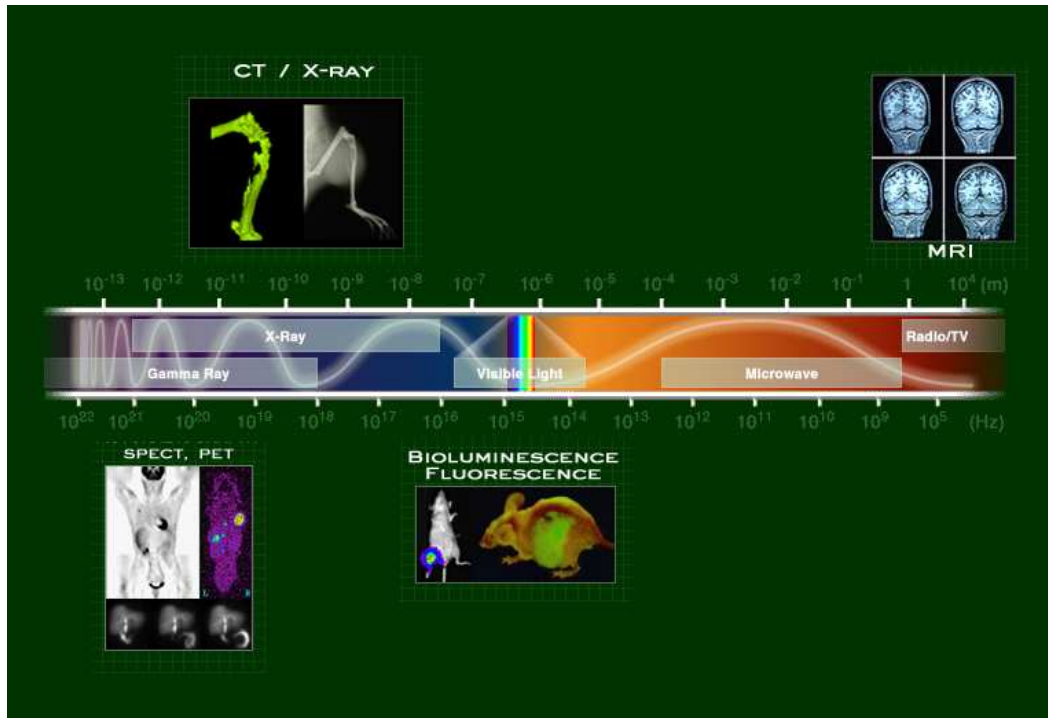 CT / X-RAY
MRI
10-13 10-12 10-11 10-10 10-9 10-8 10-7 10-6 10-5 10-4 10-3 10-2 10-1 1 10⁴ (m)
X-Ray
Radio/TV
Gamma Ray
Visible Light
Microwave
10²² 10²¹ 10²⁰ 10¹⁹ 10¹⁸ 10¹⁷ 10¹⁶ 10¹⁵ 10¹⁴ 10¹³ 10¹² 10¹¹ 10¹⁰ 10⁹ 10⁵ (Hz)
SPECT, PET
BIOLUMINESCENCE
FLUORESCENCE
L R